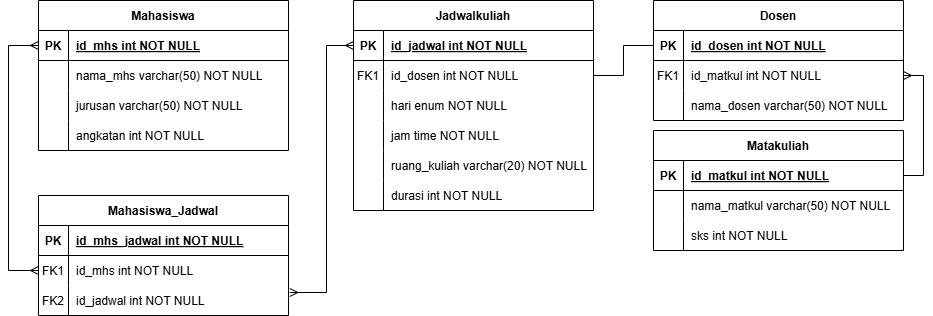 Mahasiswa
PK id_mhs int NOT NULL
nama_mhs varchar(50) NOT NULL
jurusan varchar(50) NOT NULL
angkatan int NOT NULL
Mahasiswa_Jadwal
PK id_mhs_jadwal int NOT NULL
FK1 id_mhs int NOT NULL
FK2 id_jadwal int NOT NULL
Jadwalkuliah
PK id_jadwal int NOT NULL
FK1 id_dosen int NOT NULL
hari enum NOT NULL
jam time NOT NULL
ruang_kuliah varchar(20) NOT NULL
durasi int NOT NULL
Dosen
PK id_dosen int NOT NULL
FK1 id_matkul int NOT NULL
nama_dosen varchar(50) NOT NULL
Matakuliah
PK id_matkul int NOT NULL
nama_matkul varchar(50) NOT NULL
sks int NOT NULL